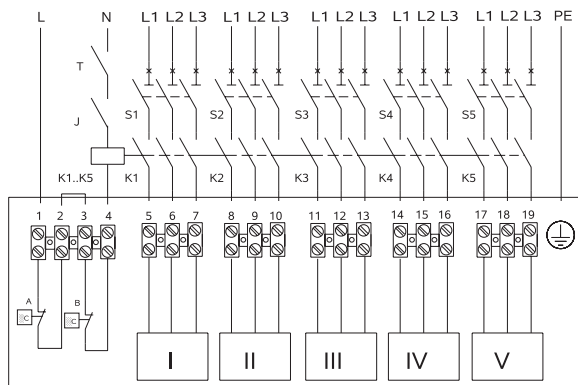 L N L1 L2 L3 L1 L2 L3 L1 L2 L3 L1 L2 L3 L1 L2 L3 PE
T
J S1 S2 S3 S4 S5
K1..K5 K1 K2 K3 K4 K5
1 2 3 4 5 6 7 8 9 10 11 12 13 14 15 16 17 18 19
A B
C C
I II III IV V